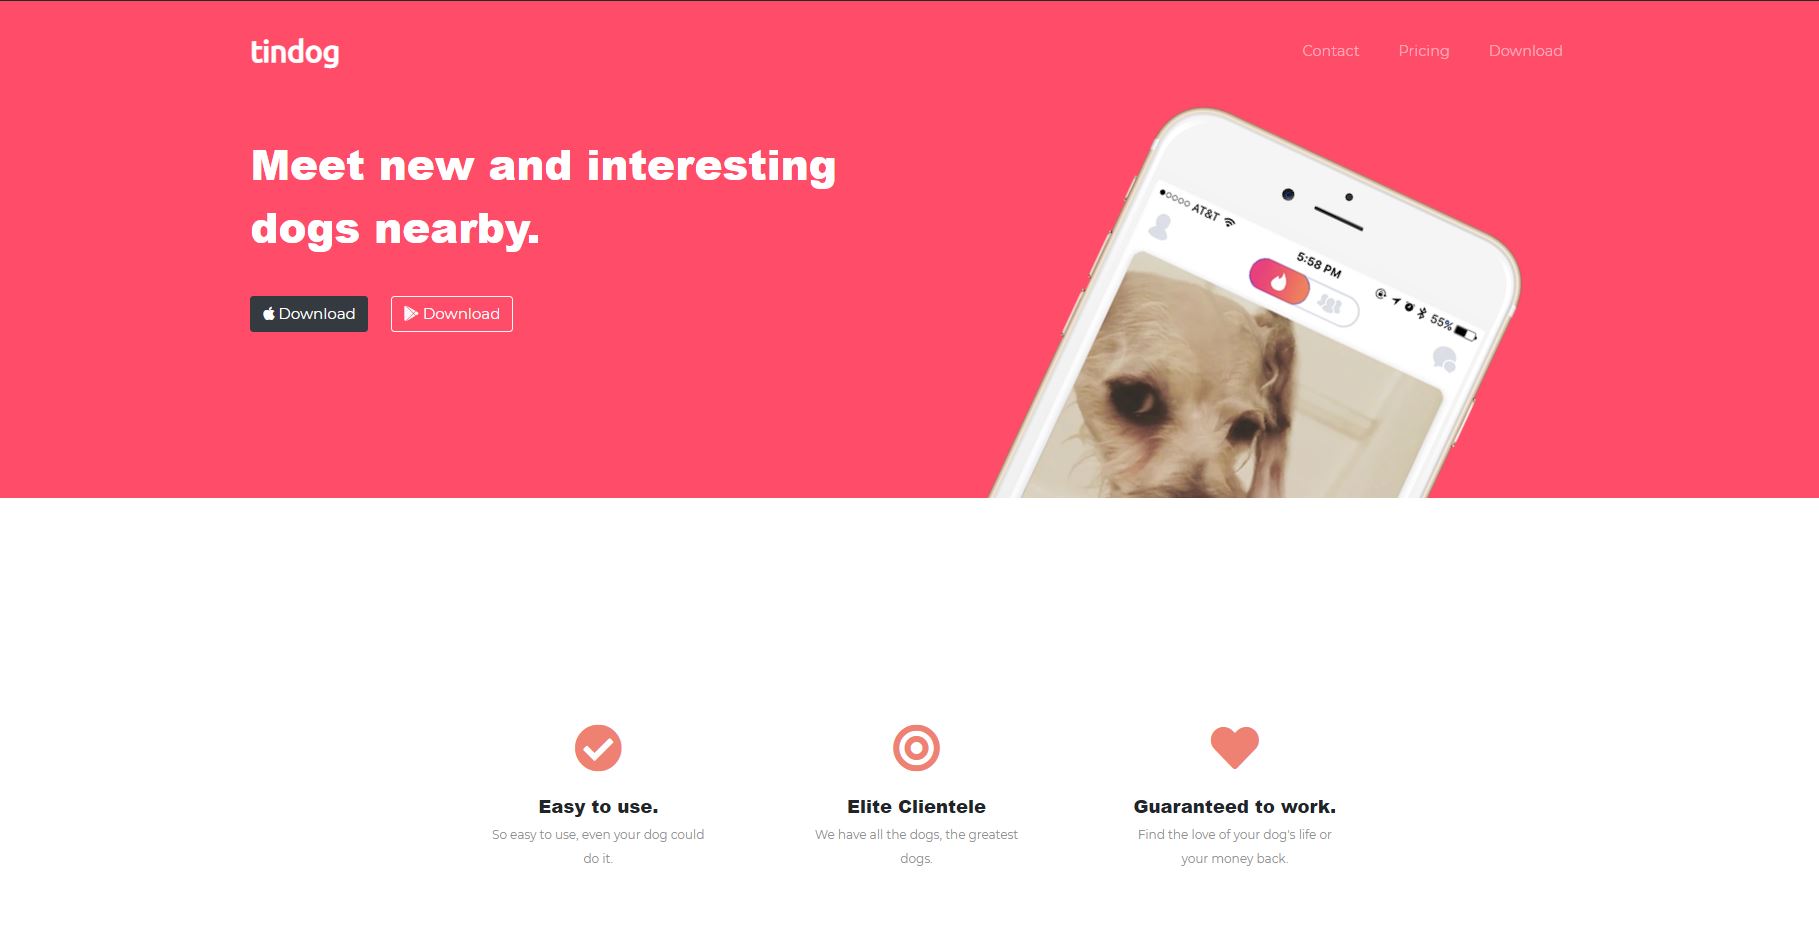 tindog
Contact Pricing Download
Meet new and interesting
dogs nearby.
Download Download
AT&T 5:58 PM 55%
Easy to use. Elite Clientele Guaranteed to work.
So easy to use, even your dog could
do it.
We have all the dogs, the greatest
dogs.
Find the love of your dog's life or
your money back.